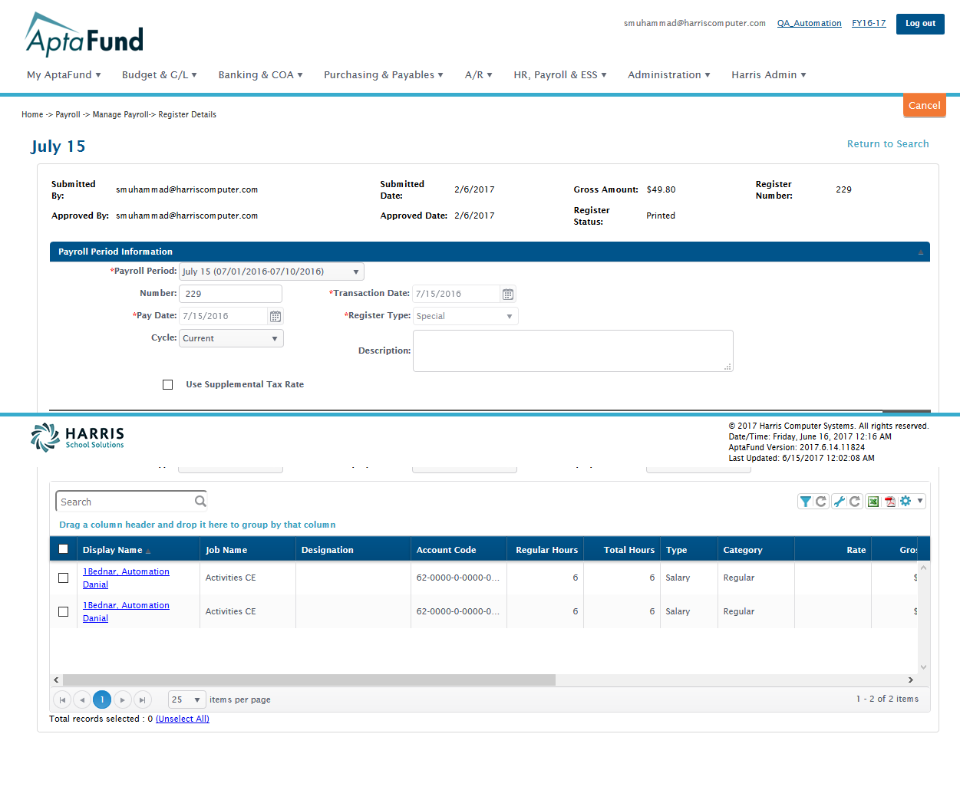 AptaFund
smuhammad@harriscomputer.com QA_Automation FY16-17 Log out
My AptaFund Budget & G/L Banking & COA Purchasing & Payables A/R HR, Payroll & ESS Administration Harris Admin
Cancel
Home -> Payroll -> Manage Payroll-> Register Details
July 15 Return to Search
Submitted By: smuhammad@harriscomputer.com Submitted Date: 2/6/2017 Gross Amount: $49.80 Register Number: 229
Approved By: smuhammad@harriscomputer.com Approved Date: 2/6/2017 Register Status: Printed
Payroll Period Information
*Payroll Period: July 15 (07/01/2016-07/10/2016)
Number: 229 *Transaction Date: 7/15/2016
*Pay Date: 7/15/2016 *Register Type: Special
Cycle: Current
Description:
Use Supplemental Tax Rate
HARRIS
School Solutions
© 2017 Harris Computer Systems. All rights reserved.
Date/Time: Friday, June 16, 2017 12:16 AM
AptaFund Version: 2017.6.14.11824
Last Updated: 6/15/2017 12:02:08 AM
Search
Drag a column header and drop it here to group by that column
Display Name Job Name Designation Account Code Regular Hours Total Hours Type Category Rate
1Bednar, Automation Danial Activities CE 62-0000-0-0000-0... 6 6 Salary Regular
1Bednar, Automation Danial Activities CE 62-0000-0-0000-0... 6 6 Salary Regular
1 25 items per page 1 - 2 of 2 items
Total records selected : 0 (Unselect All)